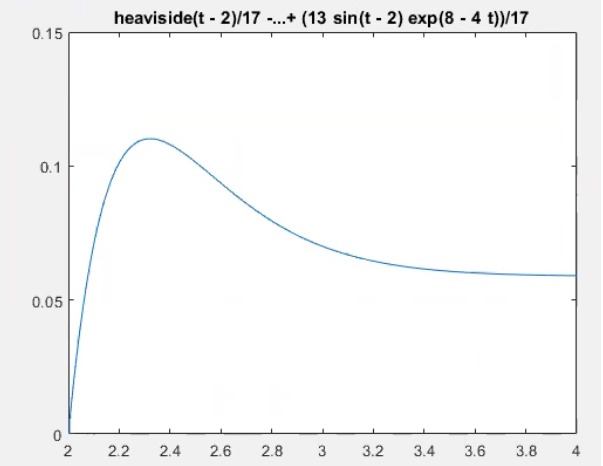 heaviside(t - 2)/17 -...+ (13 sin(t - 2) exp(8 - 4 t))/17
0.15
0.1
0.05
0
2 2.2 2.4 2.6 2.8 3 3.2 3.4 3.6 3.8 4